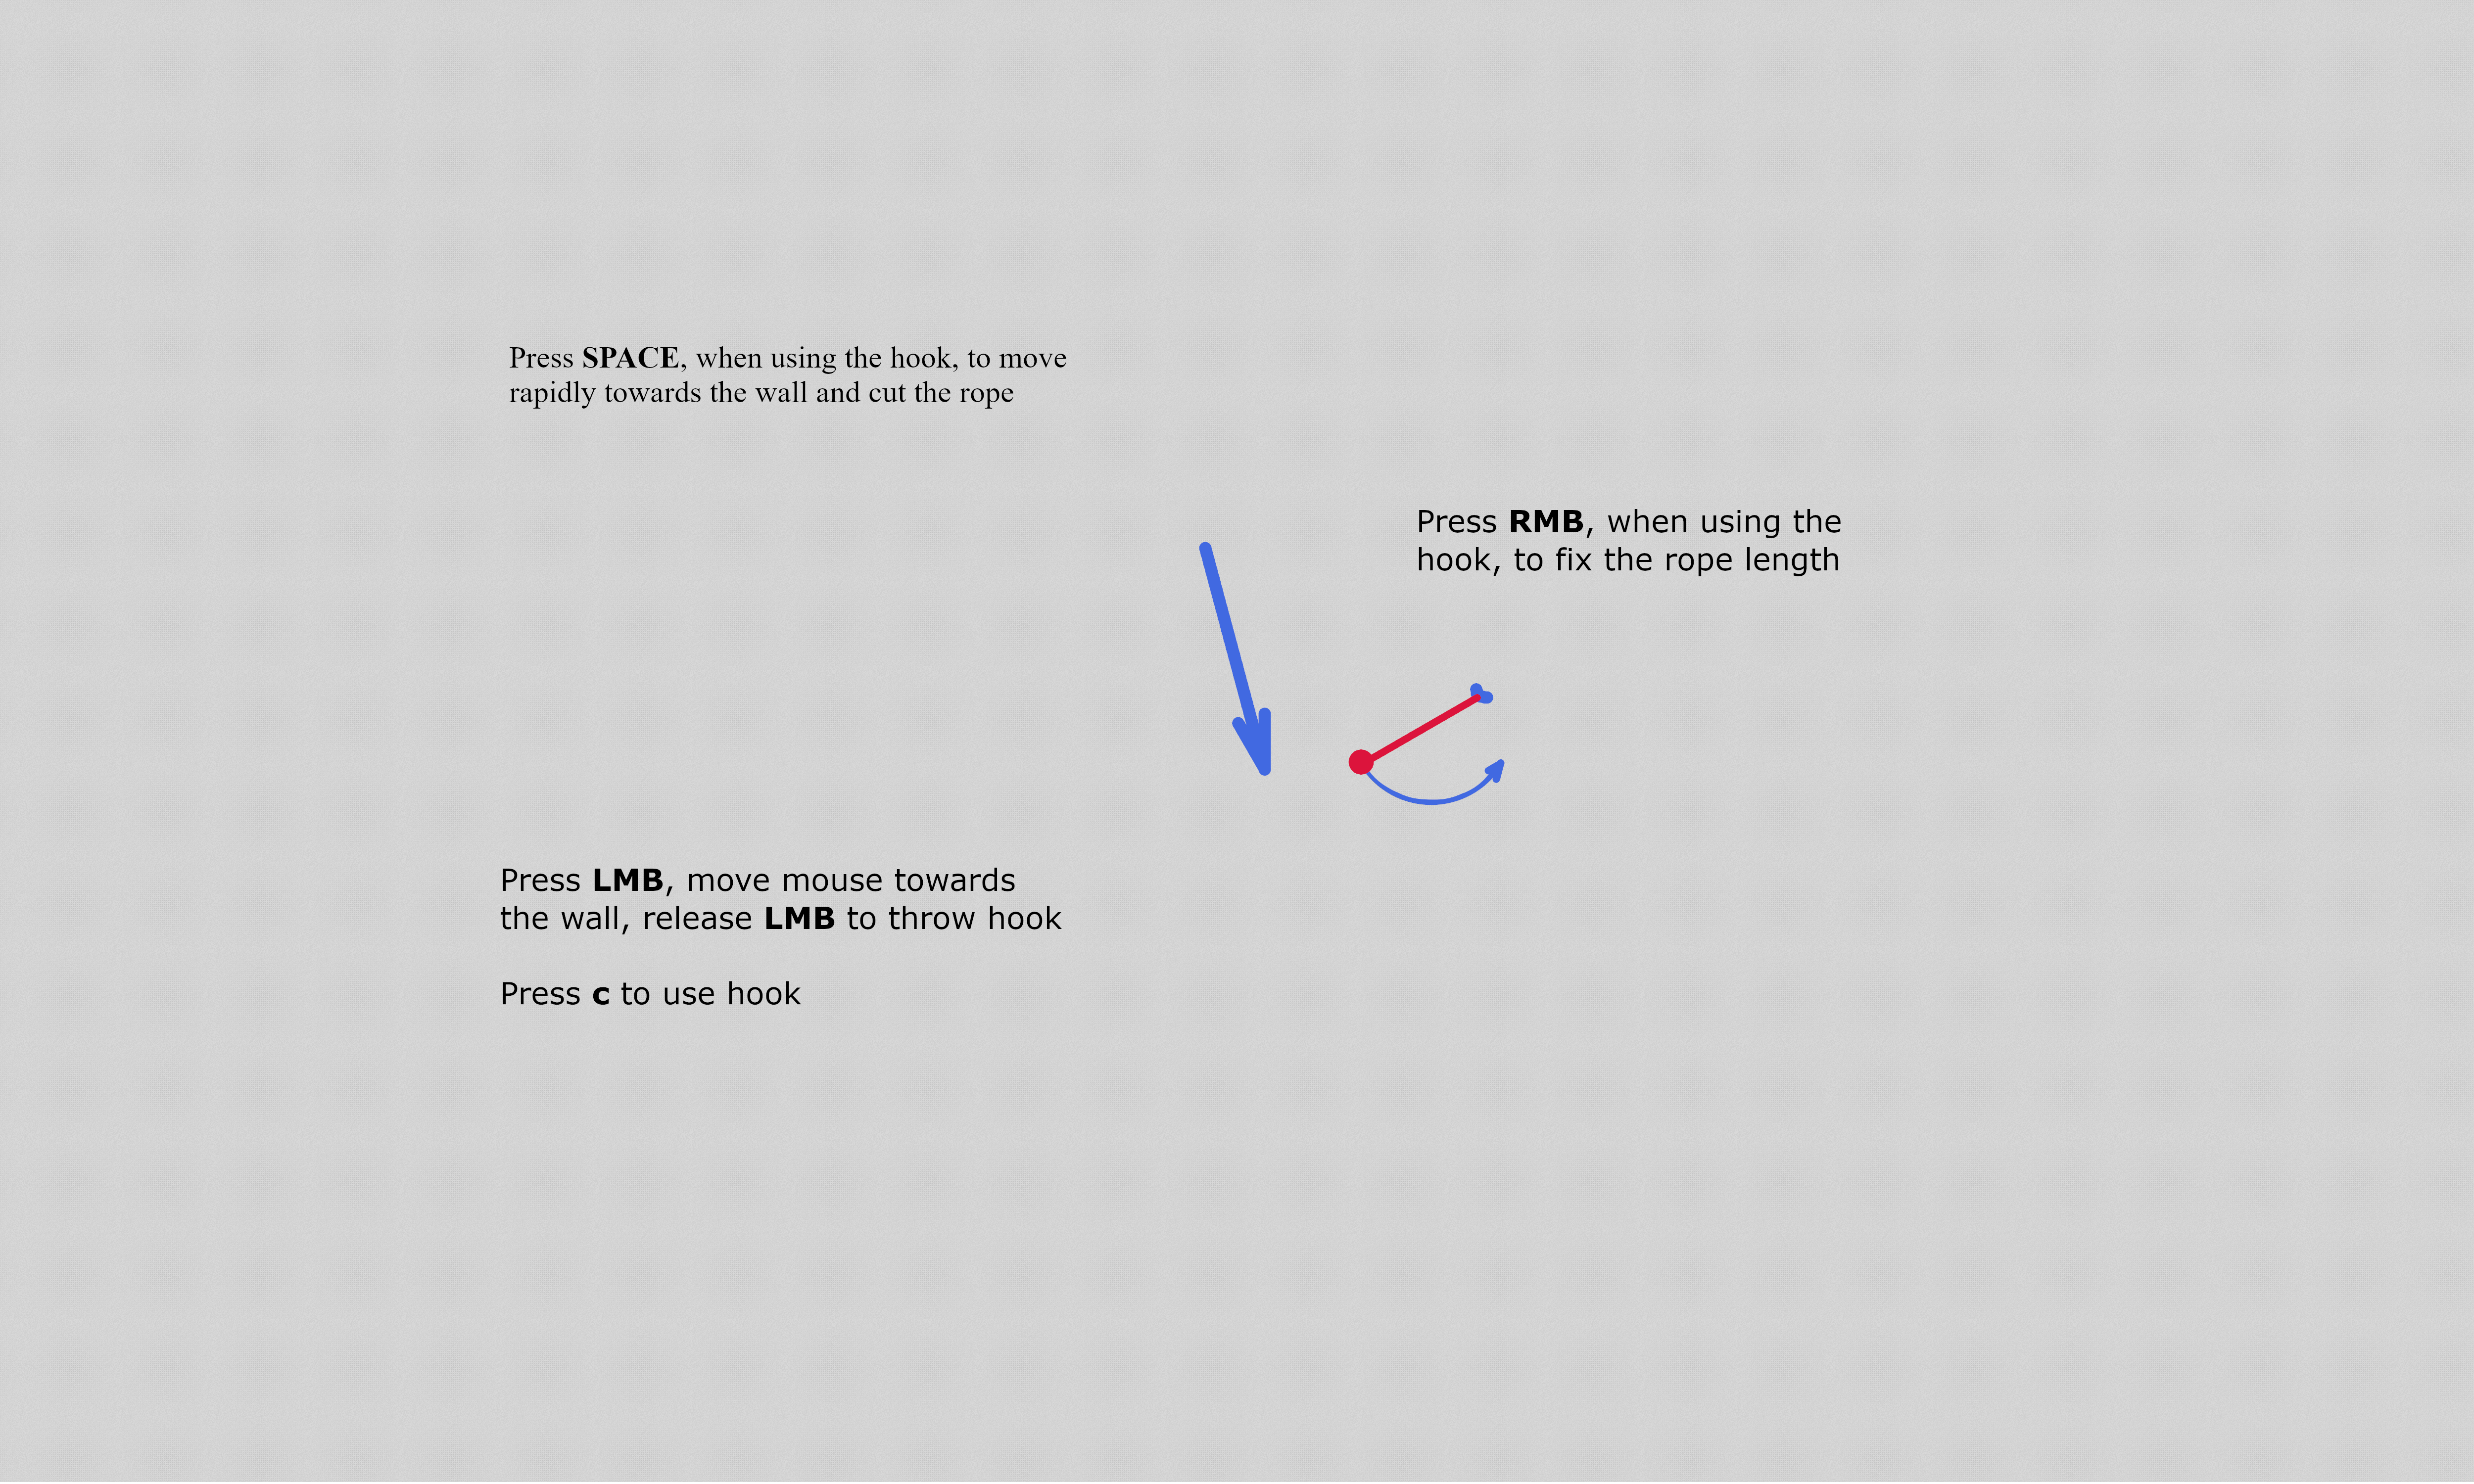 Press SPACE, when using the hook, to move
rapidly towards the wall and cut the rope
Press RMB, when using the
hook, to fix the rope length
Press LMB, move mouse towards
the wall, release LMB to throw hook
Press c to use hook